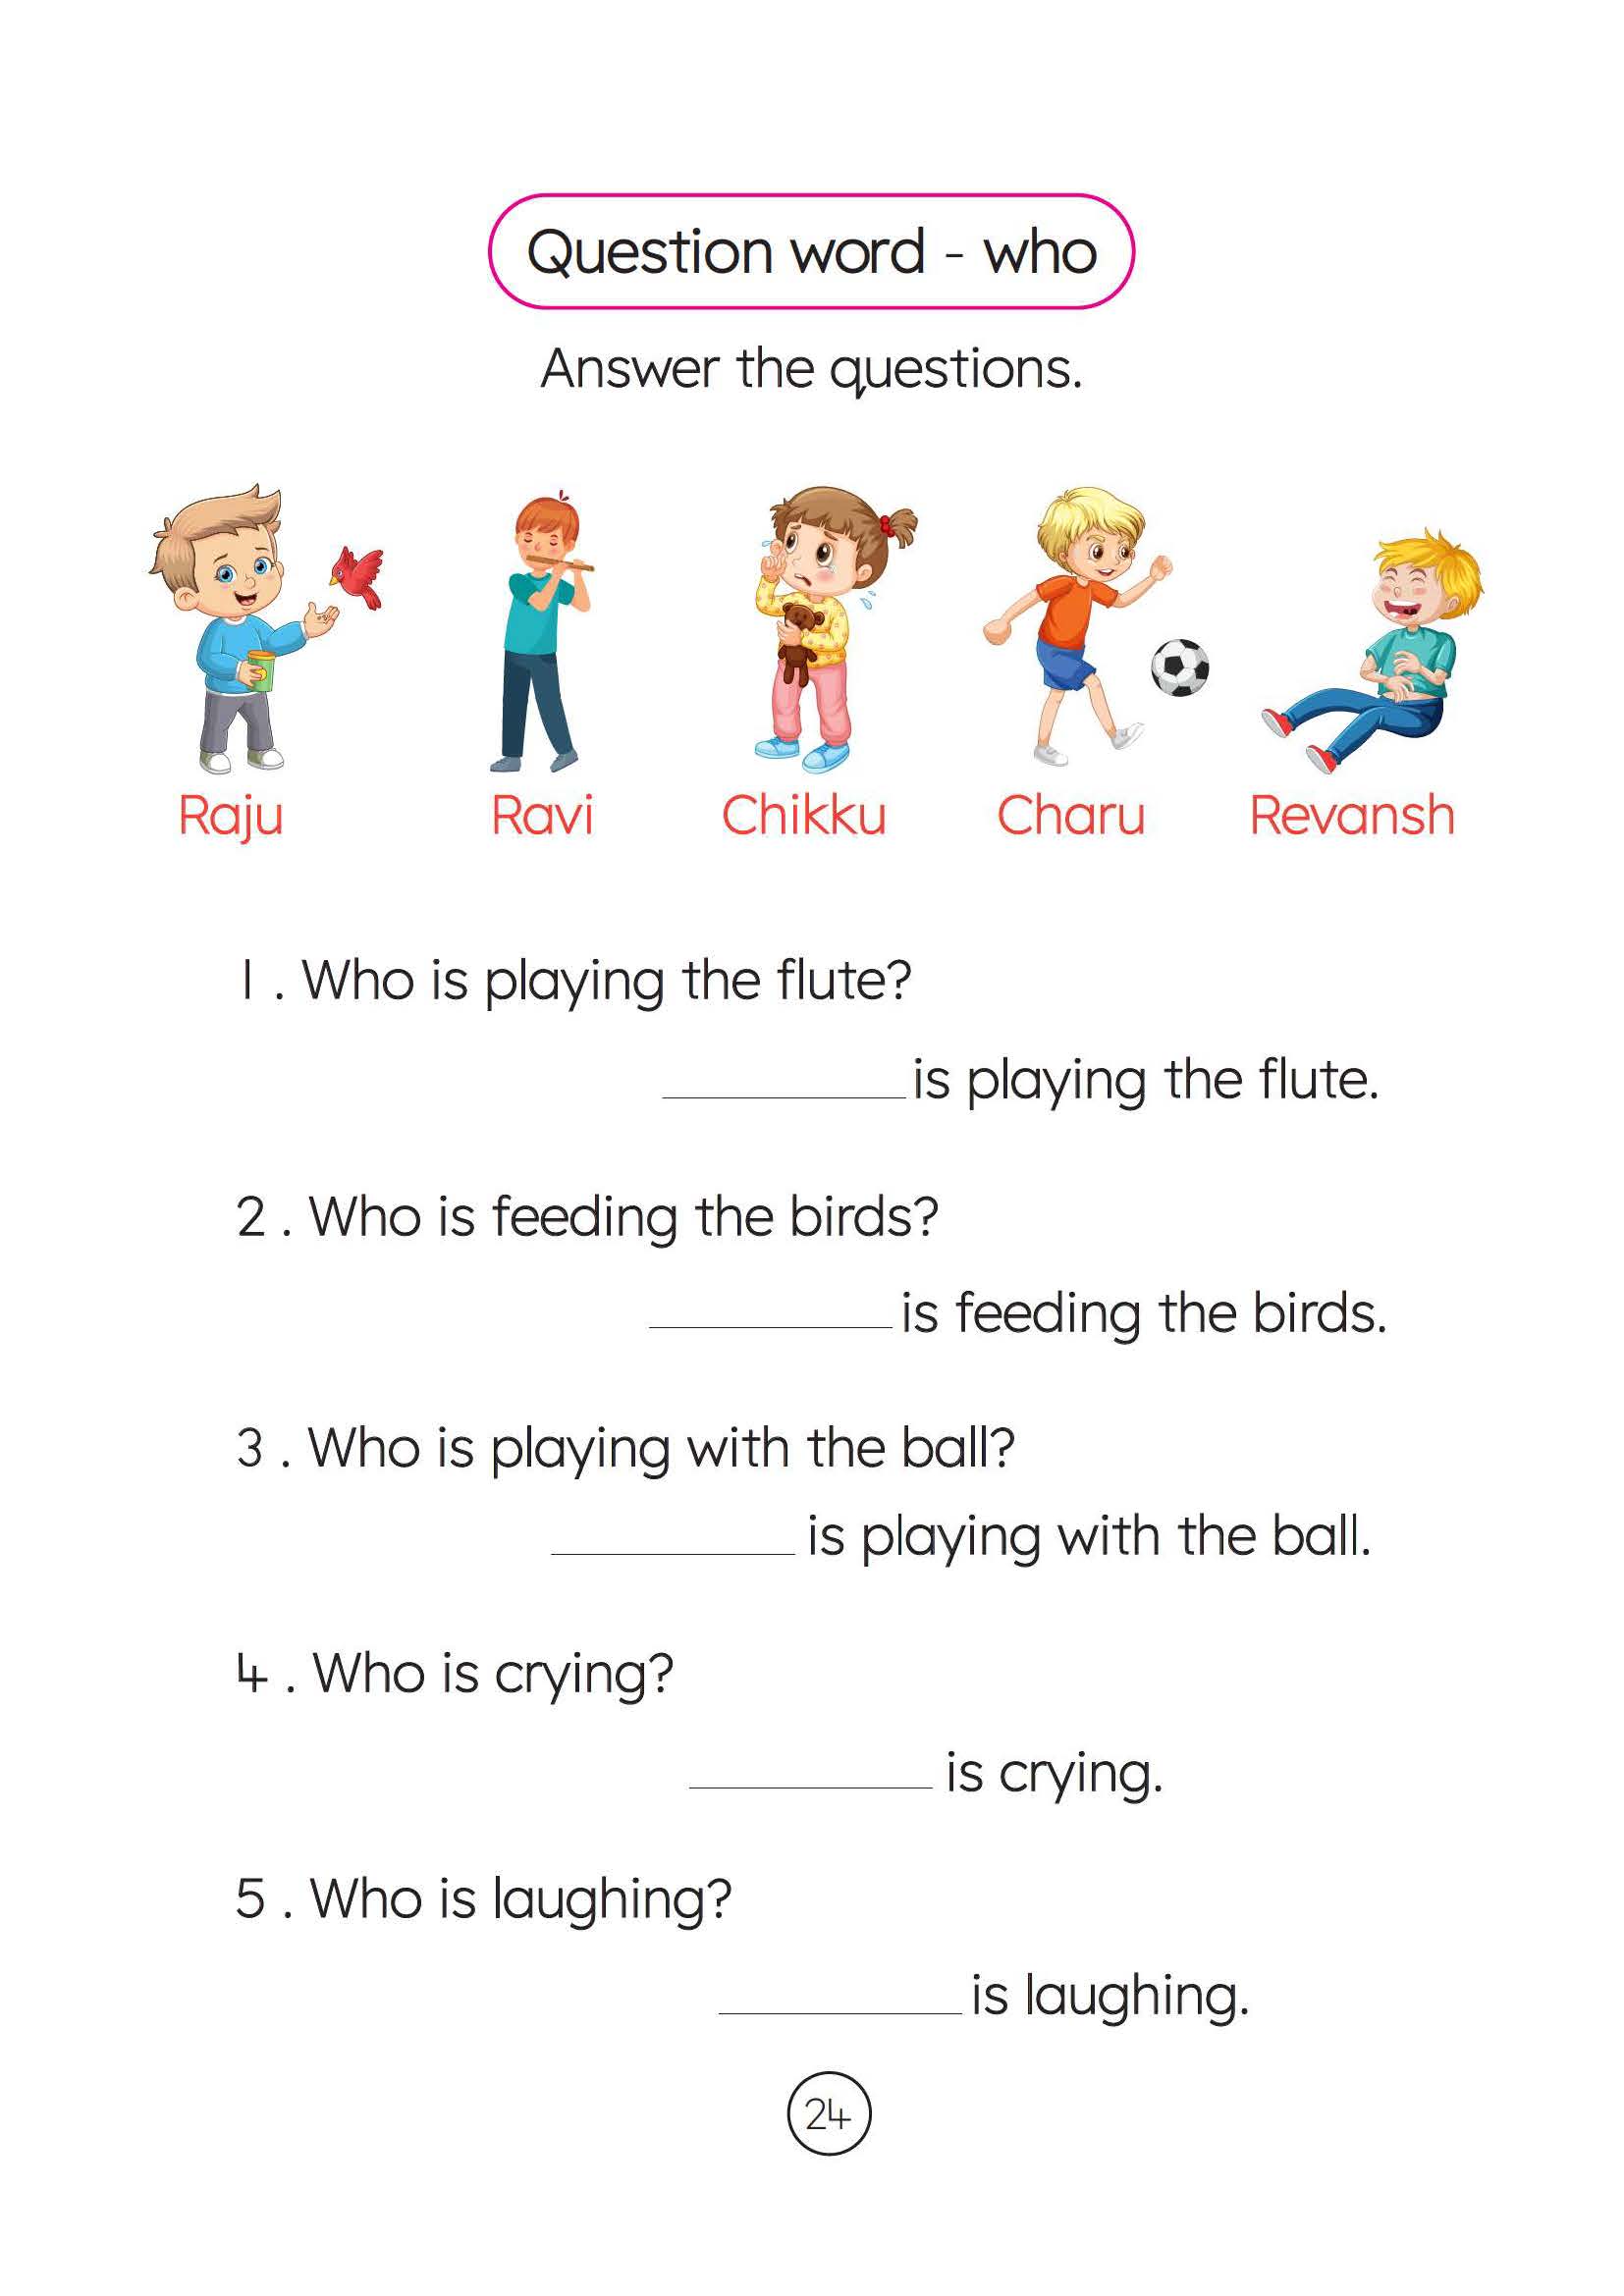 Question word - who
Answer the questions.
Raju Ravi Chikku Charu Revansh
1 . Who is playing the flute?
__________ is playing the flute.
2 . Who is feeding the birds?
__________ is feeding the birds.
3 . Who is playing with the ball?
__________ is playing with the ball.
4 . Who is crying?
__________ is crying.
5 . Who is laughing?
__________ is laughing.
24